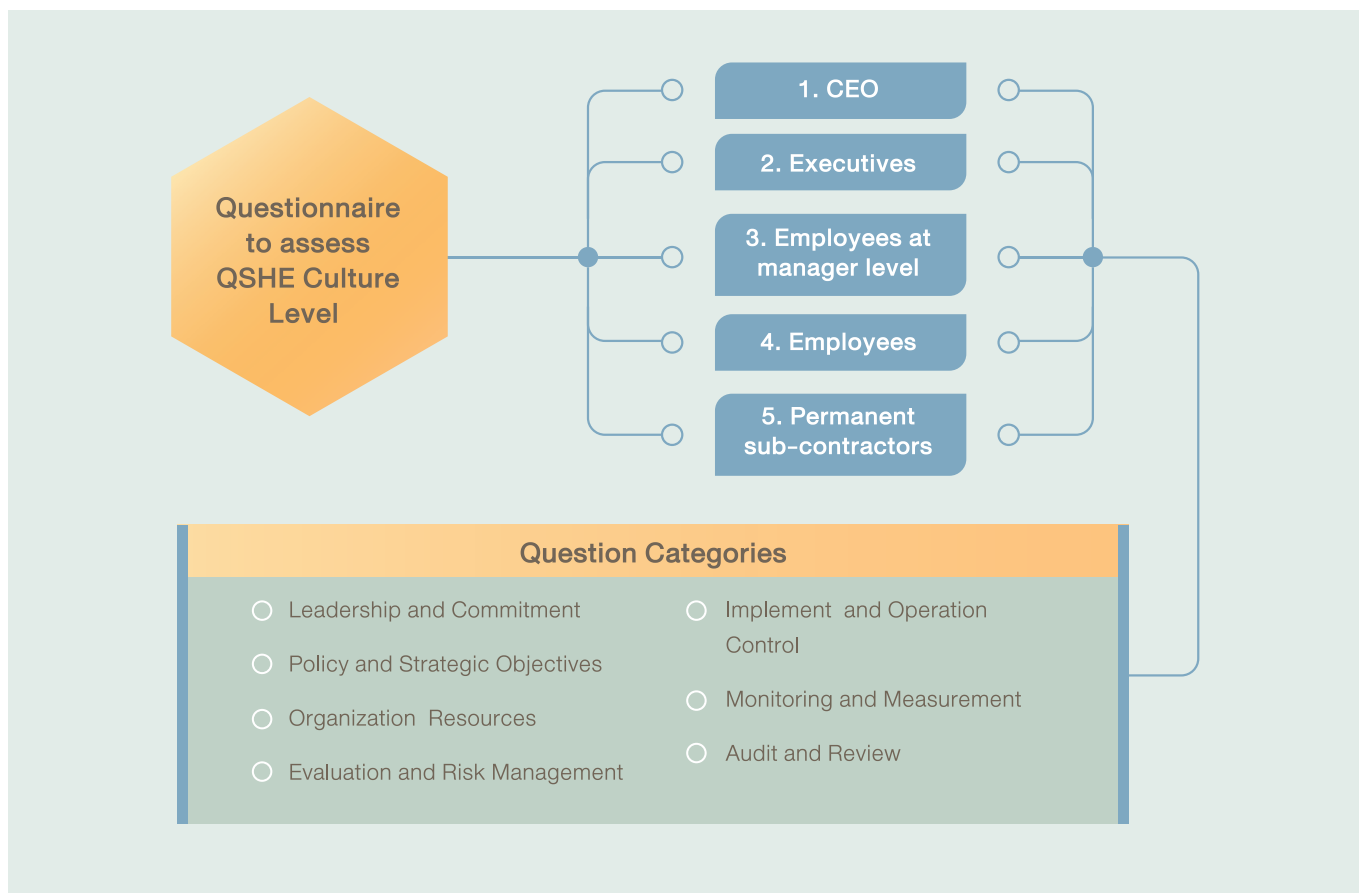 Questionnaire
to assess
QSHE Culture
Level
1. CEO
2. Executives
3. Employees at
manager level
4. Employees
5. Permanent
sub-contractors
Question Categories
Leadership and Commitment
Policy and Strategic Objectives
Organization Resources
Evaluation and Risk Management
Implement and Operation
Control
Monitoring and Measurement
Audit and Review